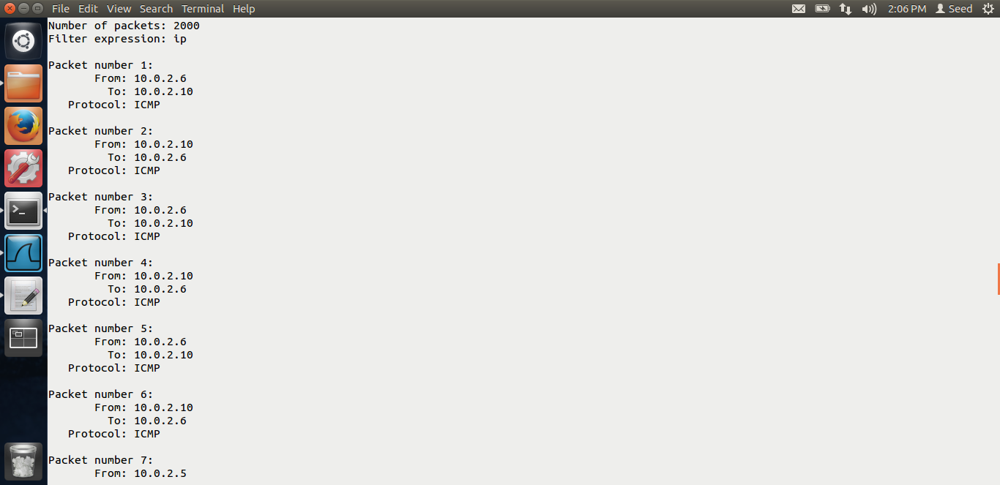 File Edit View Search Terminal Help 2:06 PM Seed
Number of packets: 2000
Filter expression: ip
Packet number 1:
From: 10.0.2.6
To: 10.0.2.10
Protocol: ICMP
Packet number 2:
From: 10.0.2.10
To: 10.0.2.6
Protocol: ICMP
Packet number 3:
From: 10.0.2.6
To: 10.0.2.10
Protocol: ICMP
Packet number 4:
From: 10.0.2.10
To: 10.0.2.6
Protocol: ICMP
Packet number 5:
From: 10.0.2.6
To: 10.0.2.10
Protocol: ICMP
Packet number 6:
From: 10.0.2.10
To: 10.0.2.6
Protocol: ICMP
Packet number 7:
From: 10.0.2.5